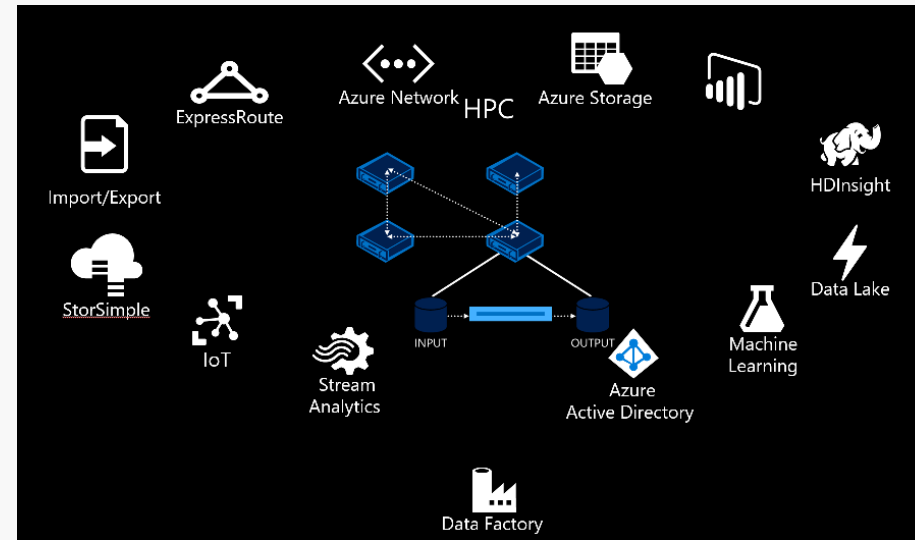 Azure Network
HPC
Azure Storage
ExpressRoute
Import/Export
HDInsight
StorSimple
Data Lake
IoT
INPUT
OUTPUT
Machine
Learning
Stream
Analytics
Azure
Active Directory
Data Factory